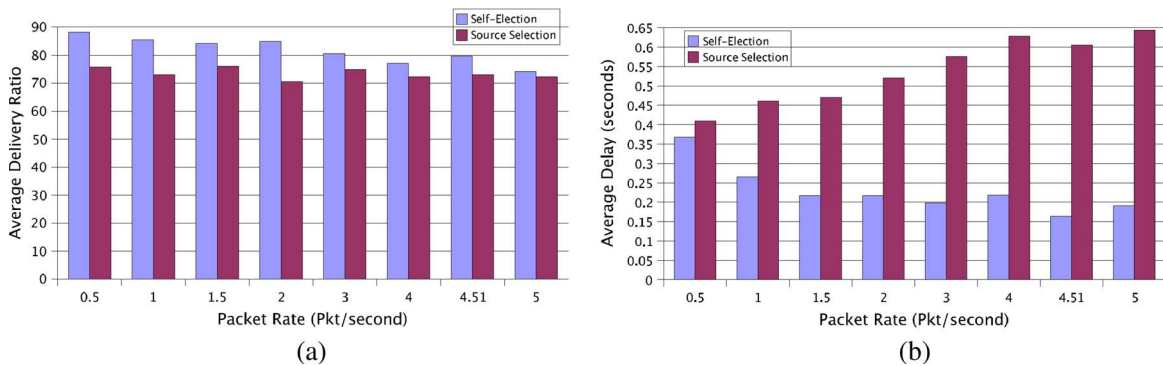 90
80
70
60
50
40
30
20
10
0
Average Delivery Ratio
Self-Election
Source Selection
0.5 1 1.5 2 3 4 4.51 5
Packet Rate (Pkt/second)
(a)
0.65
0.6
0.55
0.5
0.45
0.4
0.35
0.3
0.25
0.2
0.15
0.1
0.05
0
Average Delay (seconds)
Self-Election
Source Selection
0.5 1 1.5 2 3 4 4.51 5
Packet Rate (Pkt/second)
(b)